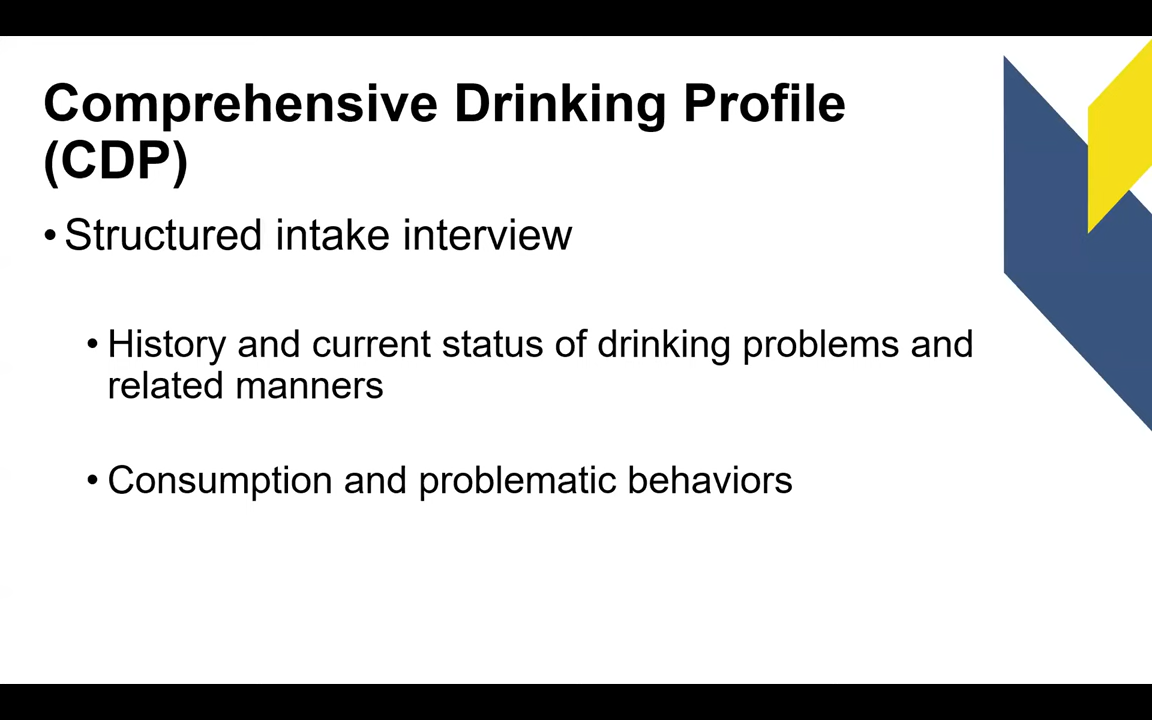 Comprehensive Drinking Profile
(CDP)
• Structured intake interview
• History and current status of drinking problems and
related manners
• Consumption and problematic behaviors